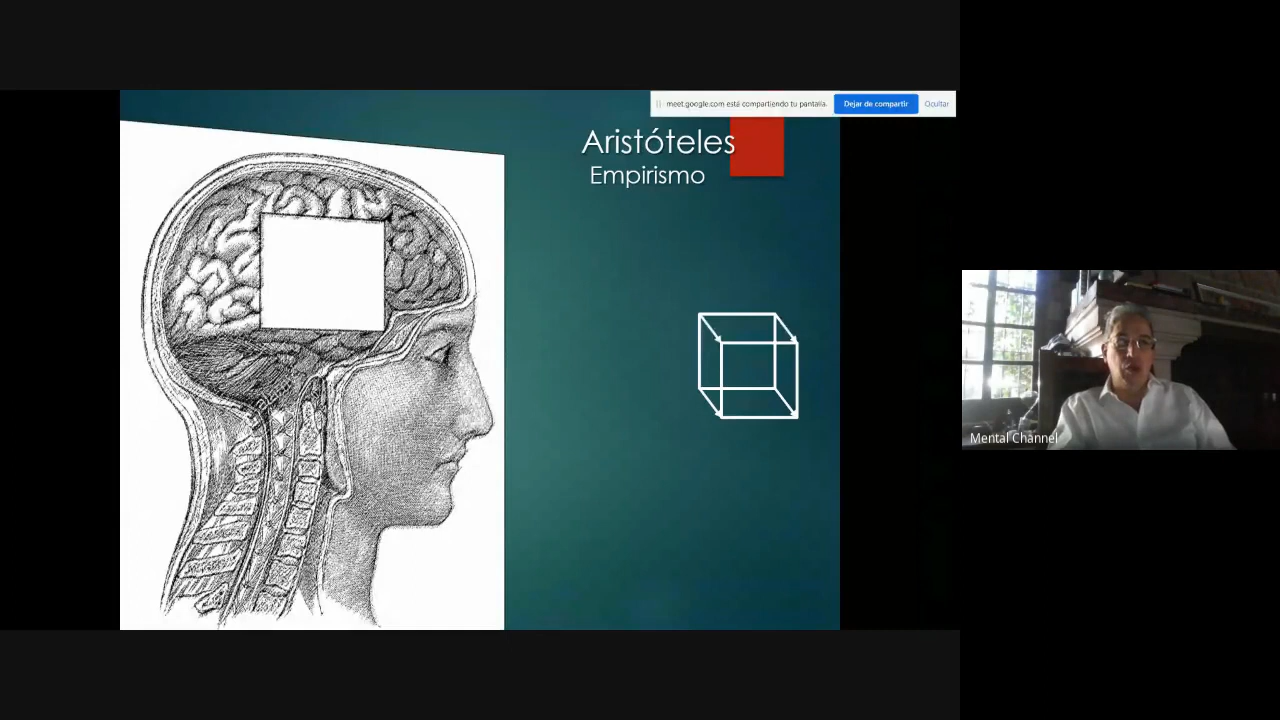 meet.google.com está compartiendo tu pantalla.
Dejar de compartir
Ocultar
Aristóteles
Empirismo
Mental Channel